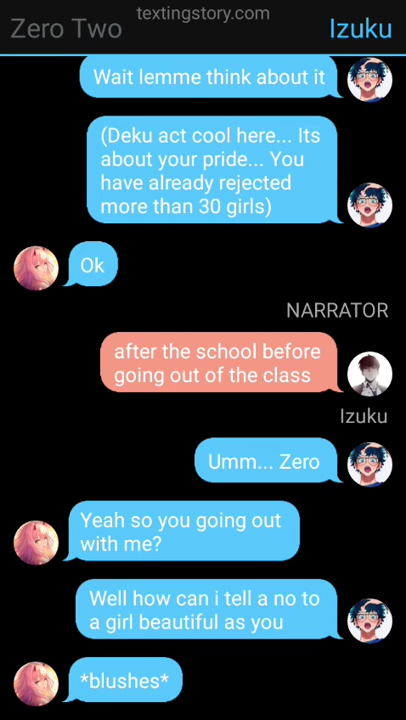 textingstory.com
Zero Two
Izuku
Wait lemme think about it
(Deku act cool here... Its
about your pride... You
have already rejected
more than 30 girls)
Ok
NARRATOR
after the school before
going out of the class
Izuku
Umm... Zero
Yeah so you going out
with me?
Well how can i tell a no to
a girl beautiful as you
*blushes*